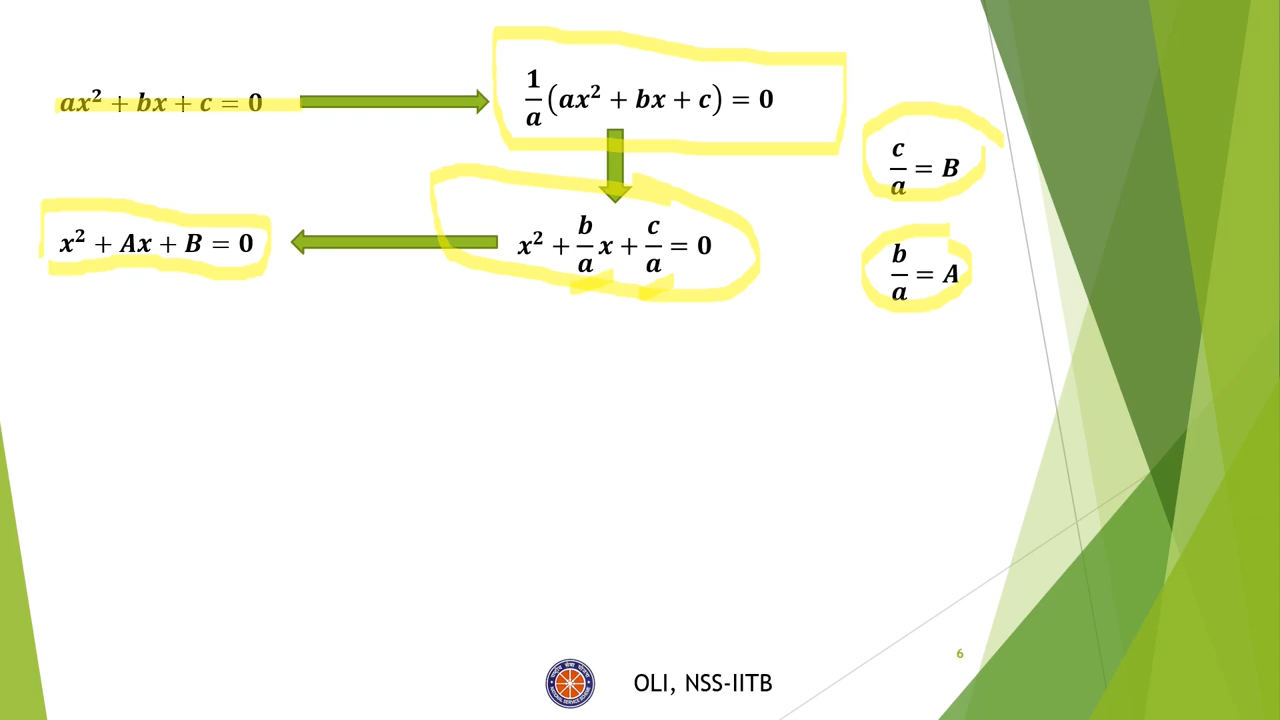 ax² + bx + c = 0
1/a (ax² + bx + c) = 0
c/a = B
x² + Ax + B = 0
x² + b/a x + c/a = 0
b/a = A
6
OLI, NSS-IITB